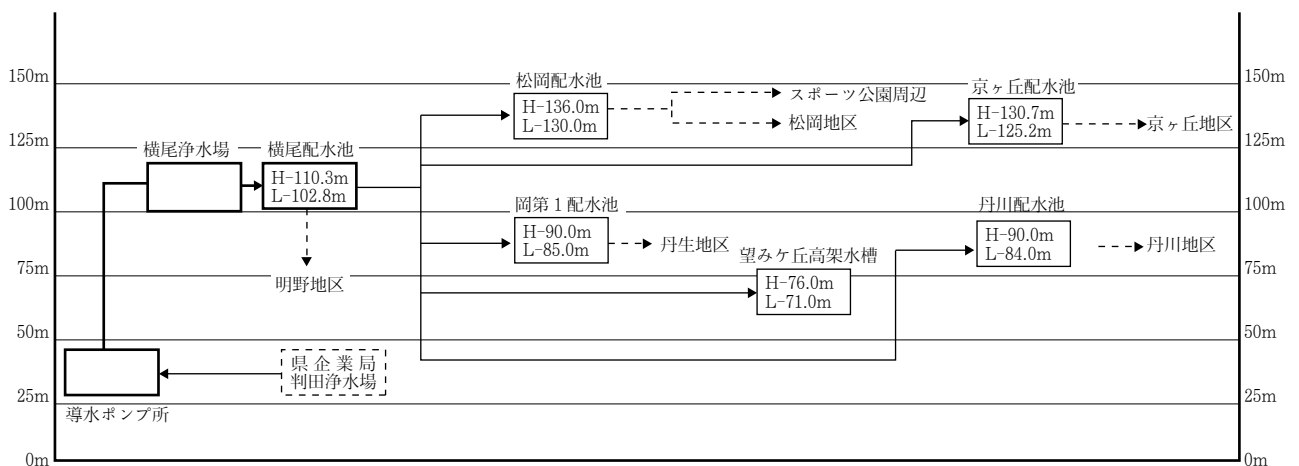 150m
125m
100m
75m
50m
25m
0m
150m
125m
100m
75m
50m
25m
0m
松岡配水池
H-136.0m
L-130.0m
スポーツ公園周辺
松岡地区
京ヶ丘配水池
H-130.7m
L-125.2m
京ヶ丘地区
横尾浄水場
横尾配水池
H-110.3m
L-102.8m
明野地区
岡第1配水池
H-90.0m
L-85.0m
丹生地区
丹川配水池
H-90.0m
L-84.0m
丹川地区
望みケ丘高架水槽
H-76.0m
L-71.0m
県企業局
判田浄水場
導水ポンプ所